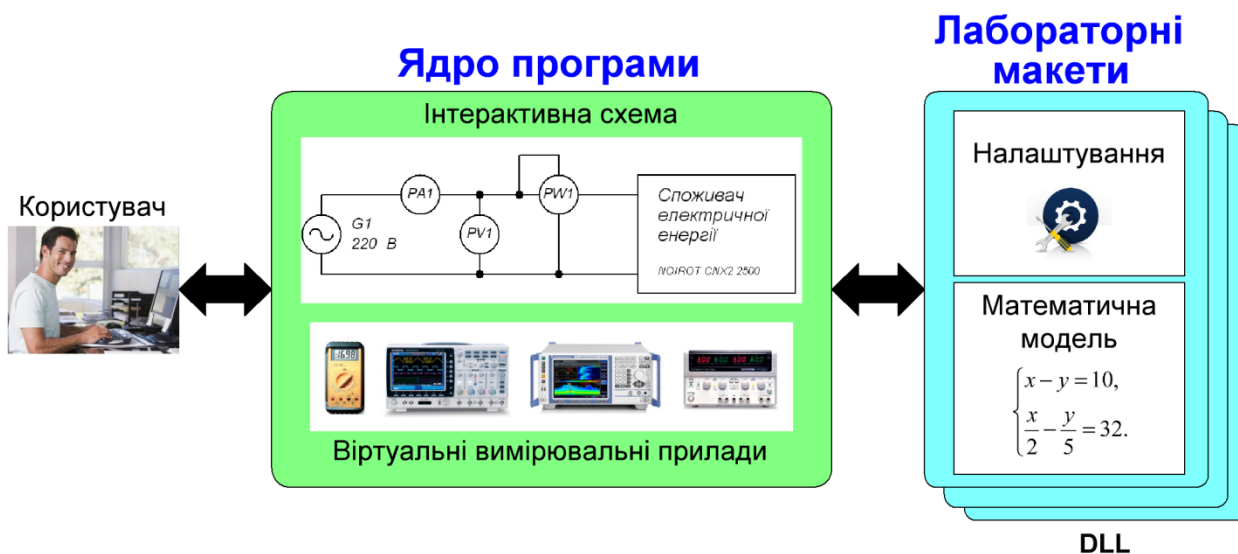 Ядро програми
Лабораторні
макети
Інтерактивна схема
Користувач
PA1
G1
220 В
PV1
PW1
Споживач
електричної
енергії
NOIROT CNX2 2500
Віртуальні вимірювальні прилади
Налаштування
Математична
модель
x − y = 10,
x/2 − y/5 = 32.
DLL